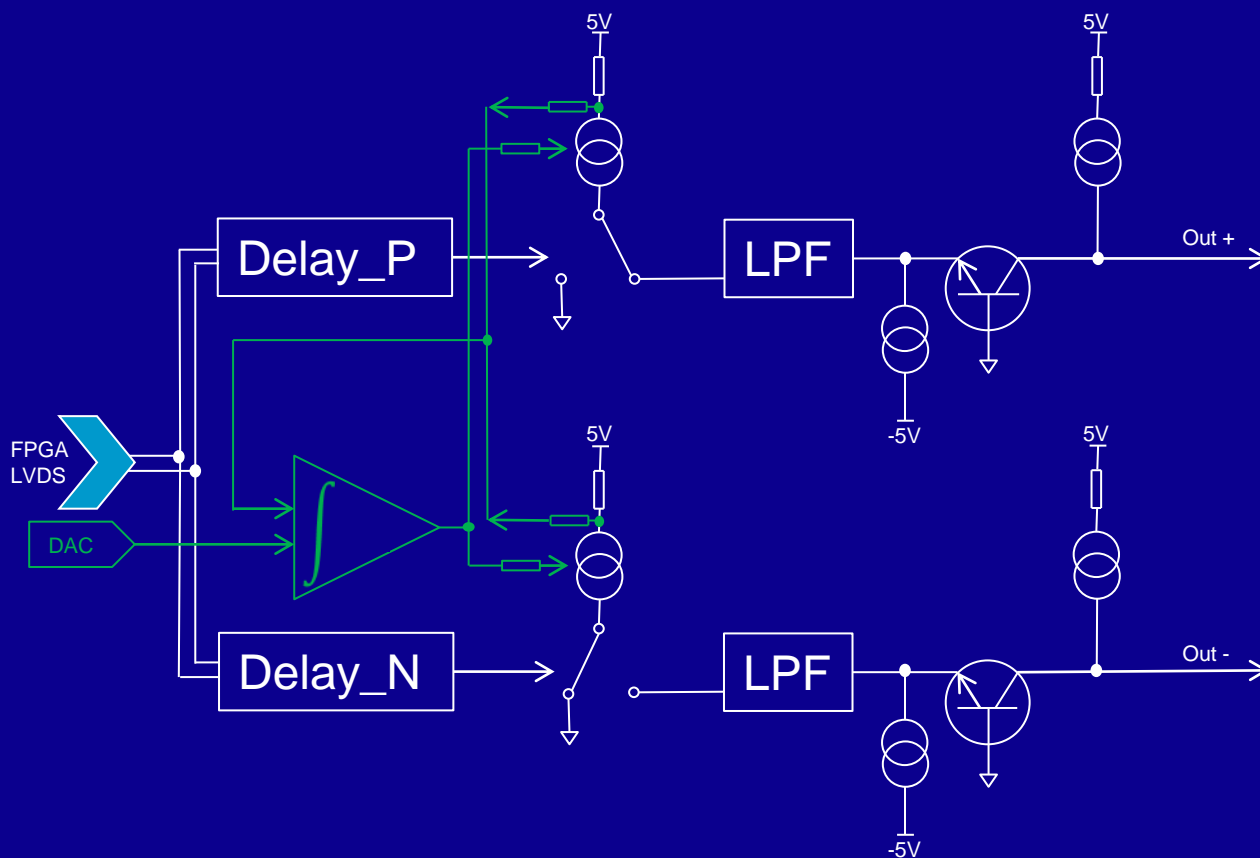 5V
5V
Delay_P
LPF
Out +
-5V
FPGA
LVDS
5V
5V
DAC
∫
Delay_N
LPF
Out -
-5V